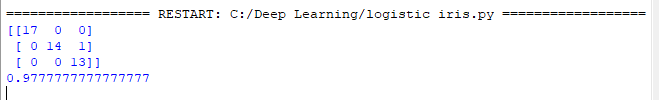 ================== RESTART: C:/Deep Learning/logistic iris.py ==================
[[17  0  0]
 [ 0 14  1]
 [ 0  0 13]]
0.9777777777777777